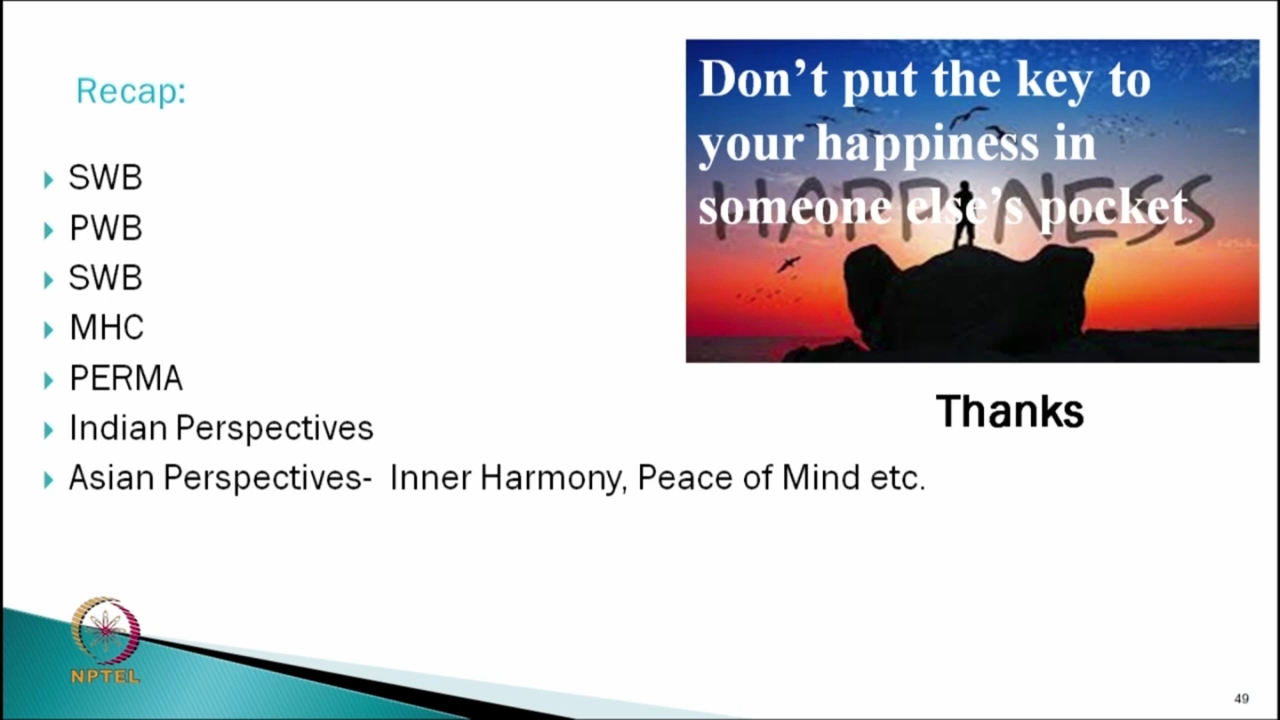 Recap:
SWB
PWB
SWB
MHC
PERMA
Indian Perspectives
Asian Perspectives- Inner Harmony, Peace of Mind etc.
Don't put the key to
your happiness in
someone else's pocket.
HAPPINESS
Thanks
NPTEL
49